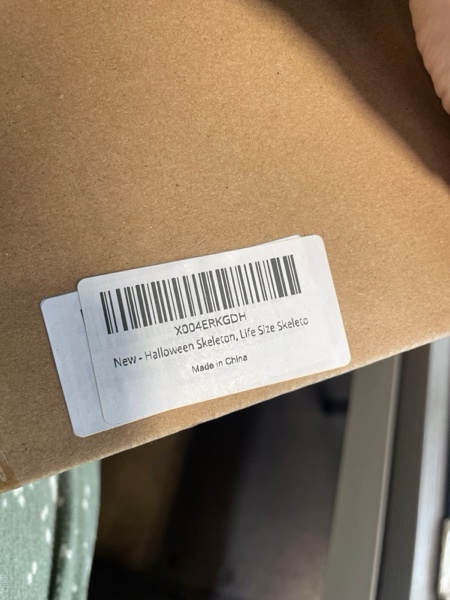 X004ERKGDH
New - Halloween Skeleton, Life Size Skeleto
Made in China